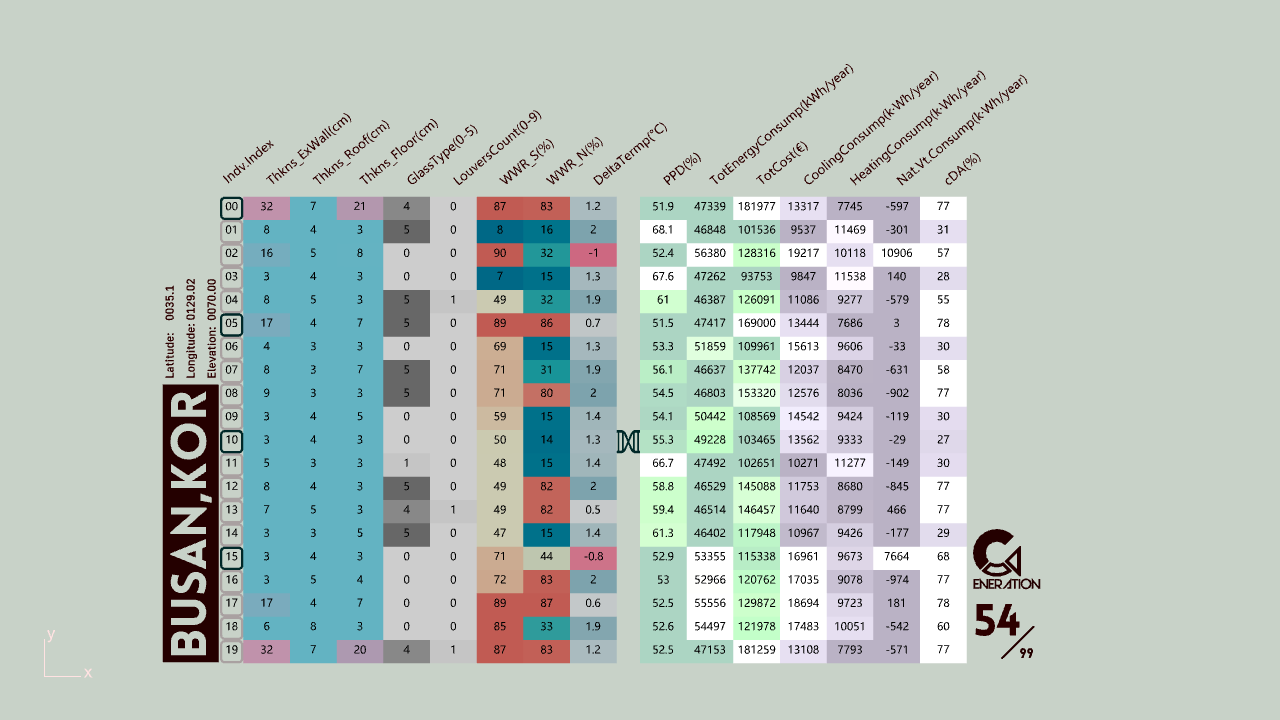 Indv.Index Thkns_ExWall(cm) Thkns_Roof(cm) Thkns_Floor(cm) GlassType(0-5) LouversCount(0-9) WWR_S(%) WWR_N(%) DeltaTermp(°C) PPD(%) TotEnergyConsump(kWh/year) TotCost(€) CoolingConsump(k·Wh/year) HeatingConsump(k·Wh/year) Nat.Vt.Consump(k·Wh/year) cDA(%)
00 32 7 21 4 0 87 83 1.2 51.9 47339 181977 13317 7745 -597 77
01 8 4 3 5 0 8 16 2 68.1 46848 101536 9537 11469 -301 31
02 16 5 8 0 0 90 32 -1 52.4 56380 128316 19217 10118 10906 57
03 3 4 3 0 0 7 15 1.3 67.6 47262 93753 9847 11538 140 28
04 8 5 3 5 1 49 32 1.9 61 46387 126091 11086 9277 -579 55
05 17 4 7 5 0 89 86 0.7 51.5 47417 169000 13444 7686 3 78
06 4 3 3 0 0 69 15 1.3 53.3 51859 109961 15613 9606 -33 30
07 8 3 7 5 0 71 31 1.9 56.1 46637 137742 12037 8470 -631 58
08 9 3 3 5 0 71 80 2 54.5 46803 153320 12576 8036 -902 77
09 3 4 5 0 0 59 15 1.4 54.1 50442 108569 14542 9424 -119 30
10 3 4 3 0 0 50 14 1.3 55.3 49228 103465 13562 9333 -29 27
11 5 3 3 1 0 48 15 1.4 66.7 47492 102651 10271 11277 -149 30
12 8 4 3 5 0 49 82 2 58.8 46529 145088 11753 8680 -845 77
13 7 5 3 4 1 49 82 0.5 59.4 46514 146457 11640 8799 466 77
14 3 3 5 5 0 47 15 1.4 61.3 46402 117948 10967 9426 -177 29
15 3 4 3 0 0 71 44 -0.8 52.9 53355 115338 16961 9673 7664 68
16 3 5 4 0 0 72 83 2 53 52966 120762 17035 9078 -974 77
17 17 4 7 0 0 89 87 0.6 52.5 55556 129872 18694 9723 181 78
18 6 8 3 0 0 85 33 1.9 52.6 54497 121978 17483 10051 -542 60
19 32 7 20 4 1 87 83 1.2 52.5 47153 181259 13108 7793 -571 77
Latitude: 0035.1
Longitude: 0129.02
Elevation: 0070.00
BUSAN,KOR
G
ENERATION
54/99
y
x